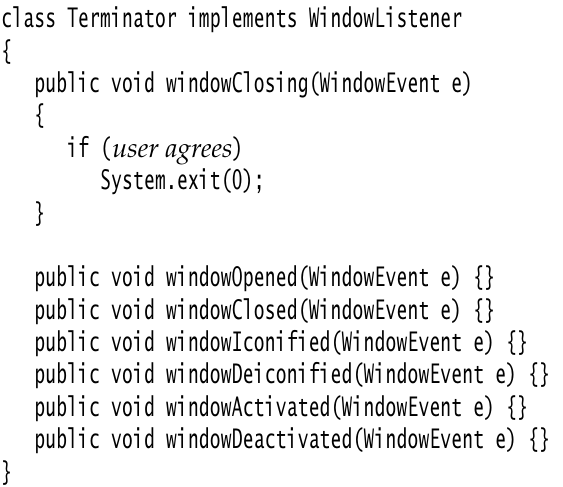 class Terminator implements WindowListener
{
public void windowClosing(WindowEvent e)
{
if (user agrees)
System.exit(0);
}
public void windowOpened(WindowEvent e) {}
public void windowClosed(WindowEvent e) {}
public void windowIconified(WindowEvent e) {}
public void windowDeiconified(WindowEvent e) {}
public void windowActivated(WindowEvent e) {}
public void windowDeactivated(WindowEvent e) {}
}